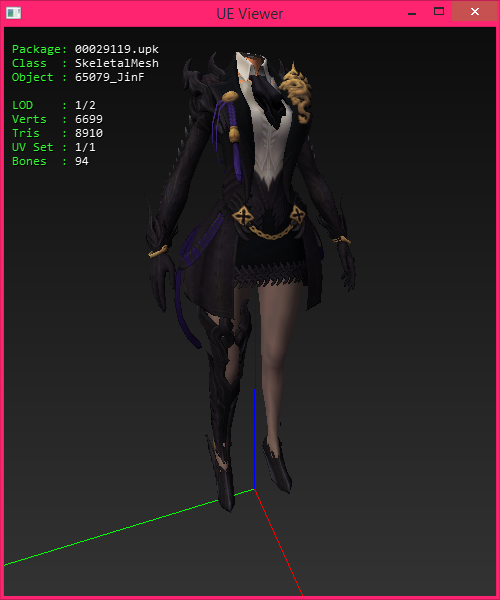 UE Viewer
Package: 00029119.upk
Class : SkeletalMesh
Object : 65079_JinF
LOD : 1/2
Verts : 6699
Tris : 8910
UV Set : 1/1
Bones : 94